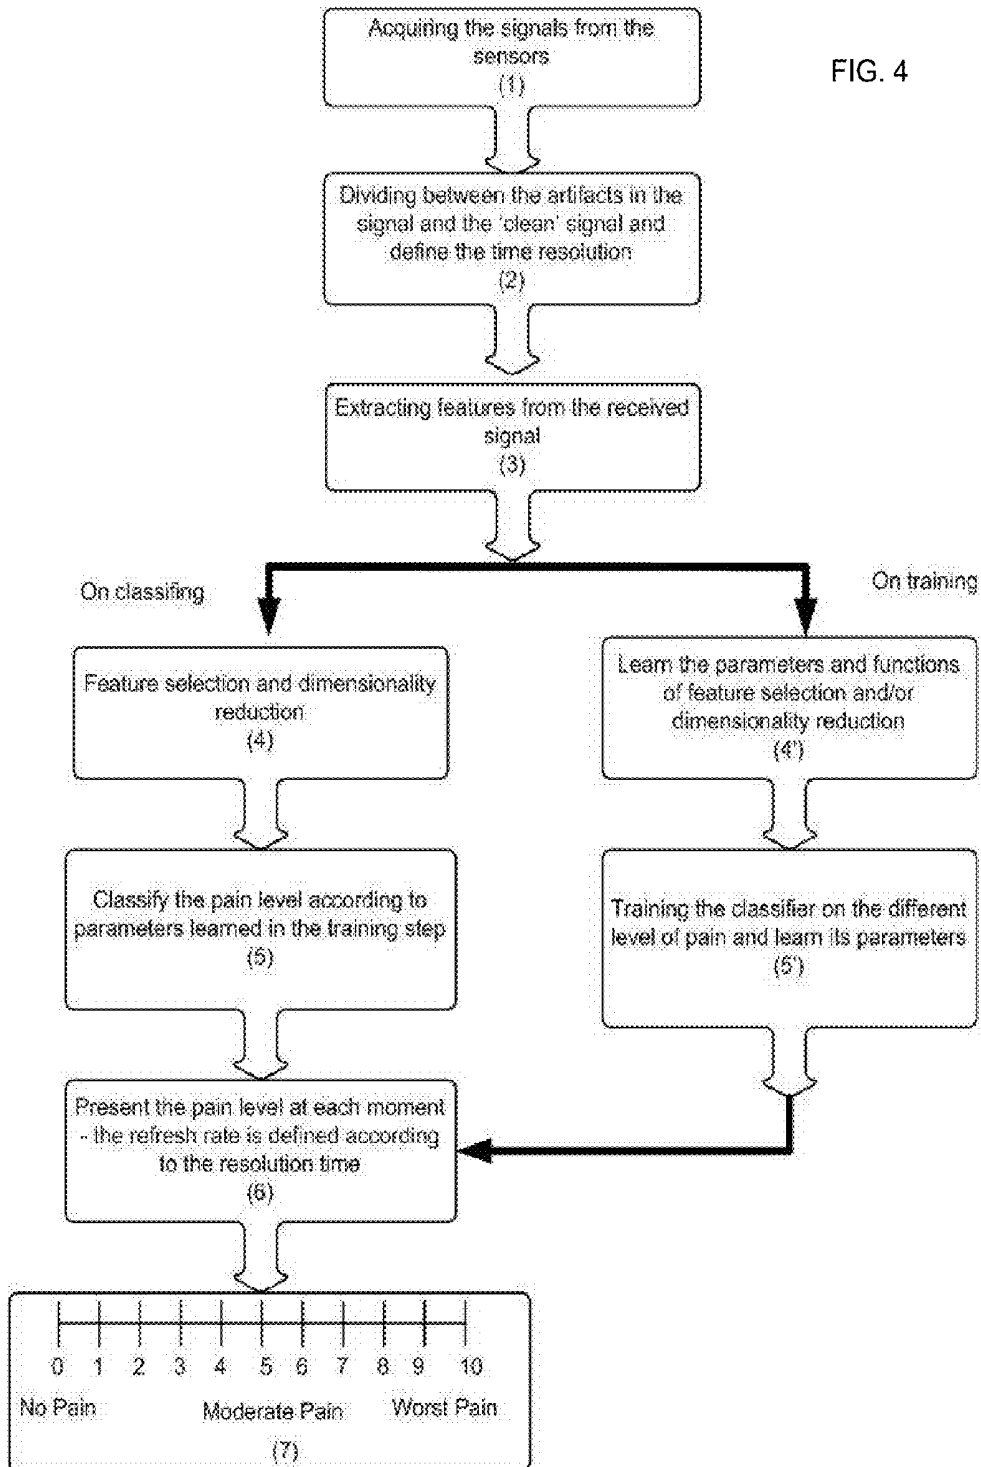 FIG. 4
Acquiring the signals from the
sensors
(1)
Dividing between the artifacts in the
signal and the 'clean' signal and
define the time resolution
(2)
Extracting features from the received
signal
(3)
On classifing
On training
Feature selection and dimensionality
reduction
(4)
Learn the parameters and functions
of feature selection and/or
dimensionality reduction
(4')
Classify the pain level according to
parameters learned in the training step
(5)
Training the classifier on the different
level of pain and learn its parameters
(5')
Present the pain level at each moment
- the refresh rate is defined according
to the resolution time
(6)
0 1 2 3 4 5 6 7 8 9 10
No Pain Moderate Pain Worst Pain
(7)